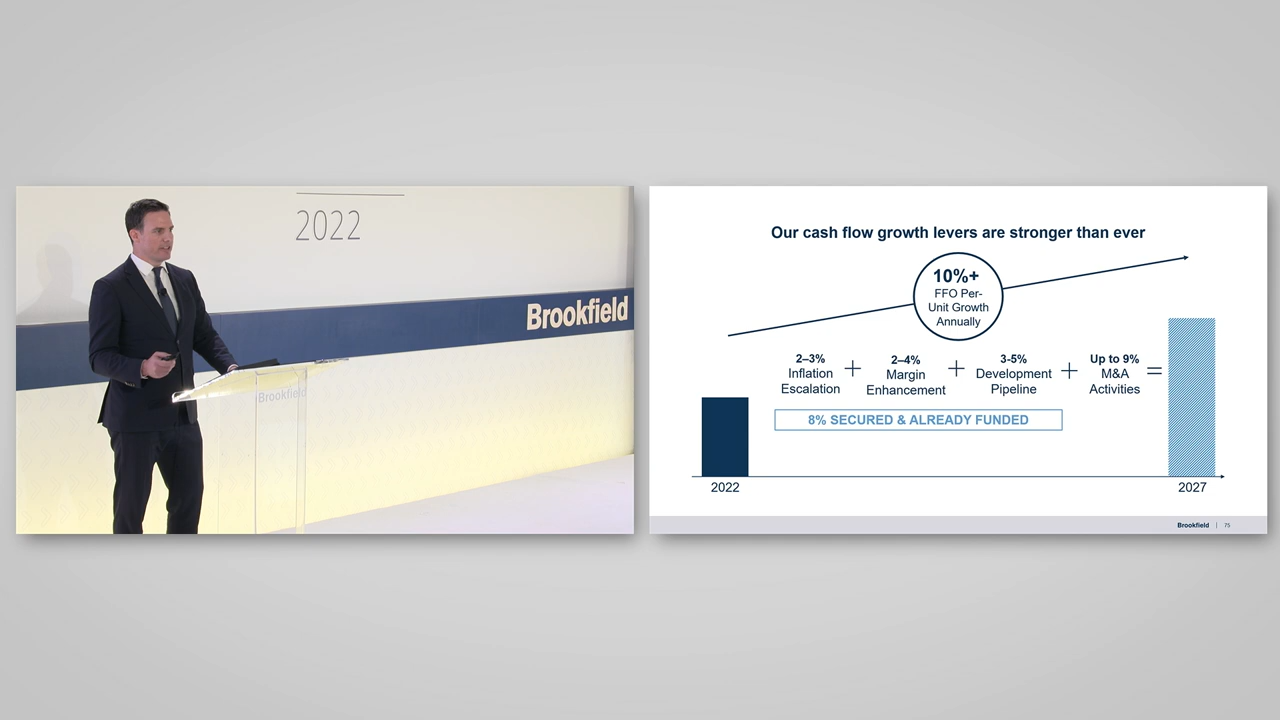 2022
Brookfield
Brookfield
Our cash flow growth levers are stronger than ever
10%+
FFO Per-
Unit Growth
Annually
2–3%
Inflation
Escalation
+
2–4%
Margin
Enhancement
+
3-5%
Development
Pipeline
+
Up to 9%
M&A
Activities
=
8% SECURED & ALREADY FUNDED
2022
2027
Brookfield | 75